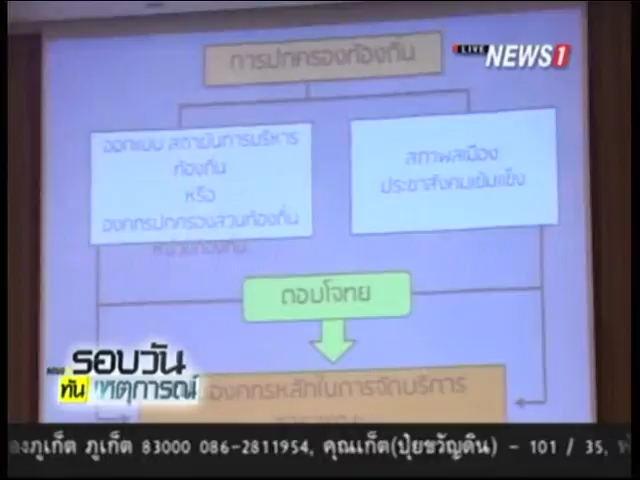 LIVE NEWS1
การปกครองท้องถิ่น
ออกแบบ สถาบันการบริหาร
ท้องถิ่น
หรือ
องค์กรปกครองส่วนท้องถิ่น
สภาพลเมือง
ประชาสังคมเข้มแข็ง
ตอบโจทย์
องค์กรหลักในการจัดบริการ
รอบวัน
ทัน เหตุการณ์
องภูเก็ต ภูเก็ต 83000 086-2811954, คุณเก็ต(ปุ๋ยขวัญดิน) - 101 / 35,